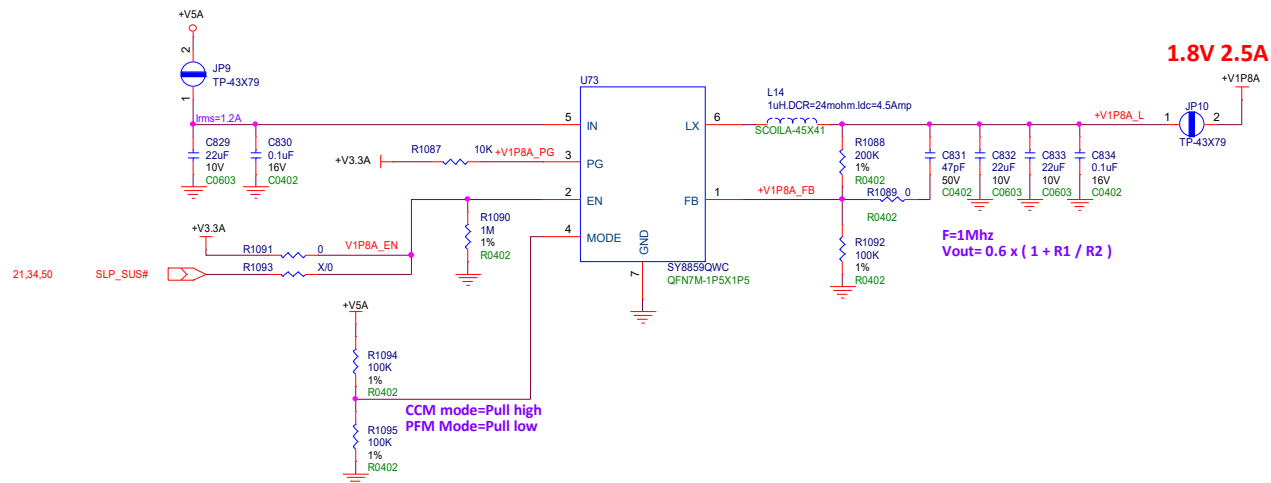 +V5A
2
JP9
TP-43X79
1
Irms=1.2A
C829
22uF
10V
C0603
C830
0.1uF
16V
C0402
+V3.3A
R1087
10K
+V1P8A_PG
U73
5
IN
3
PG
2
EN
4
MODE
GND
7
LX
6
FB
1
SY8859QWC
QFN7M-1P5X1P5
L14
1uH.DCR=24mohm.Idc=4.5Amp
SCOILA-45X41
1.8V 2.5A
+V1P8A
JP10
+V1P8A_L
1
2
TP-43X79
R1088
200K
1%
R0402
+V1P8A_FB
R1089
0
R0402
R1092
100K
1%
R0402
C831
47pF
50V
C0402
C832
22uF
10V
C0603
C833
22uF
10V
C0603
C834
0.1uF
16V
C0402
F=1Mhz
Vout= 0.6 x ( 1 + R1 / R2 )
R1090
1M
1%
R0402
+V3.3A
R1091
0
V1P8A_EN
21,34,50
SLP_SUS#
R1093
X/0
+V5A
R1094
100K
1%
R0402
CCM mode=Pull high
PFM Mode=Pull low
R1095
100K
1%
R0402